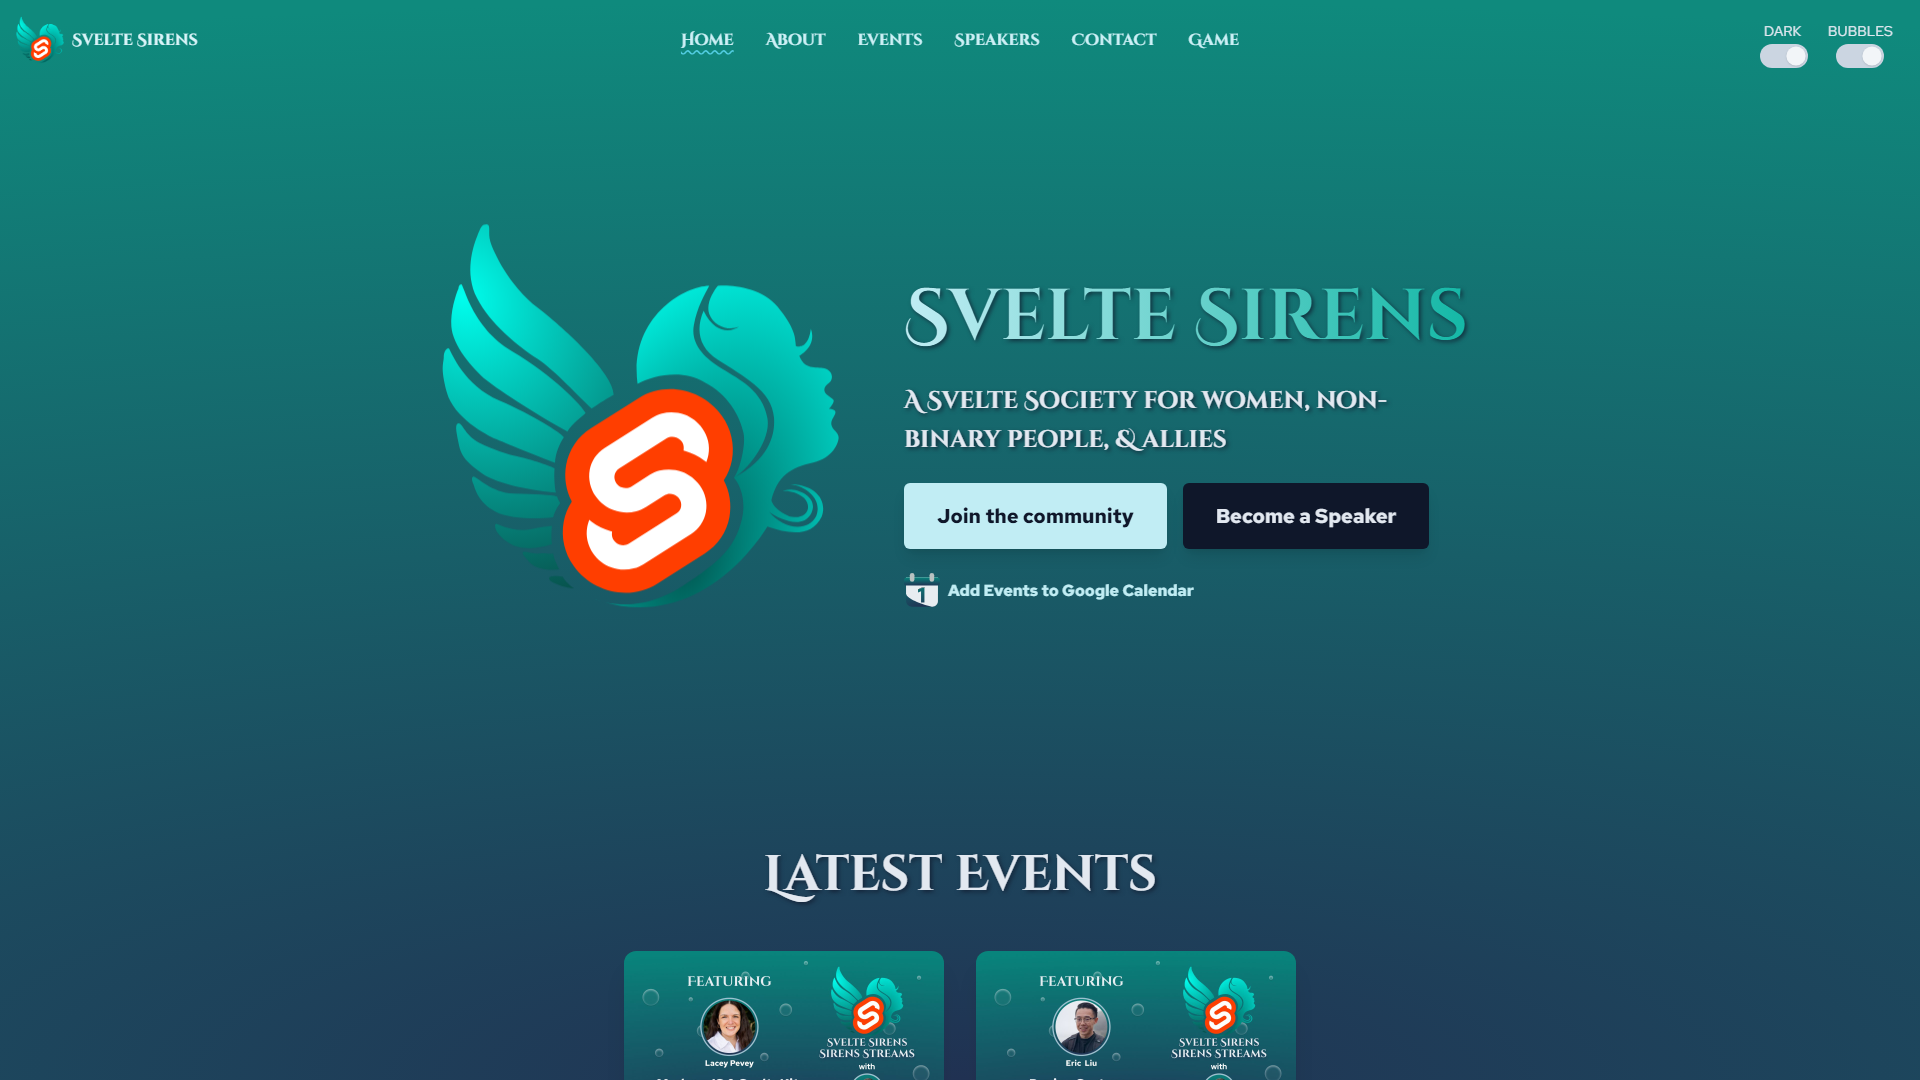 Svelte Sirens
Home
About
Events
Speakers
Contact
Game
DARK
BUBBLES
Svelte Sirens
A Svelte Society for women, non-
binary people, & allies
Join the community
Become a Speaker
1
Add Events to Google Calendar
Latest Events
Featuring
Lacey Pevey
Svelte Sirens
Sirens Streams
with
Featuring
Eric Liu
Svelte Sirens
Sirens Streams
with